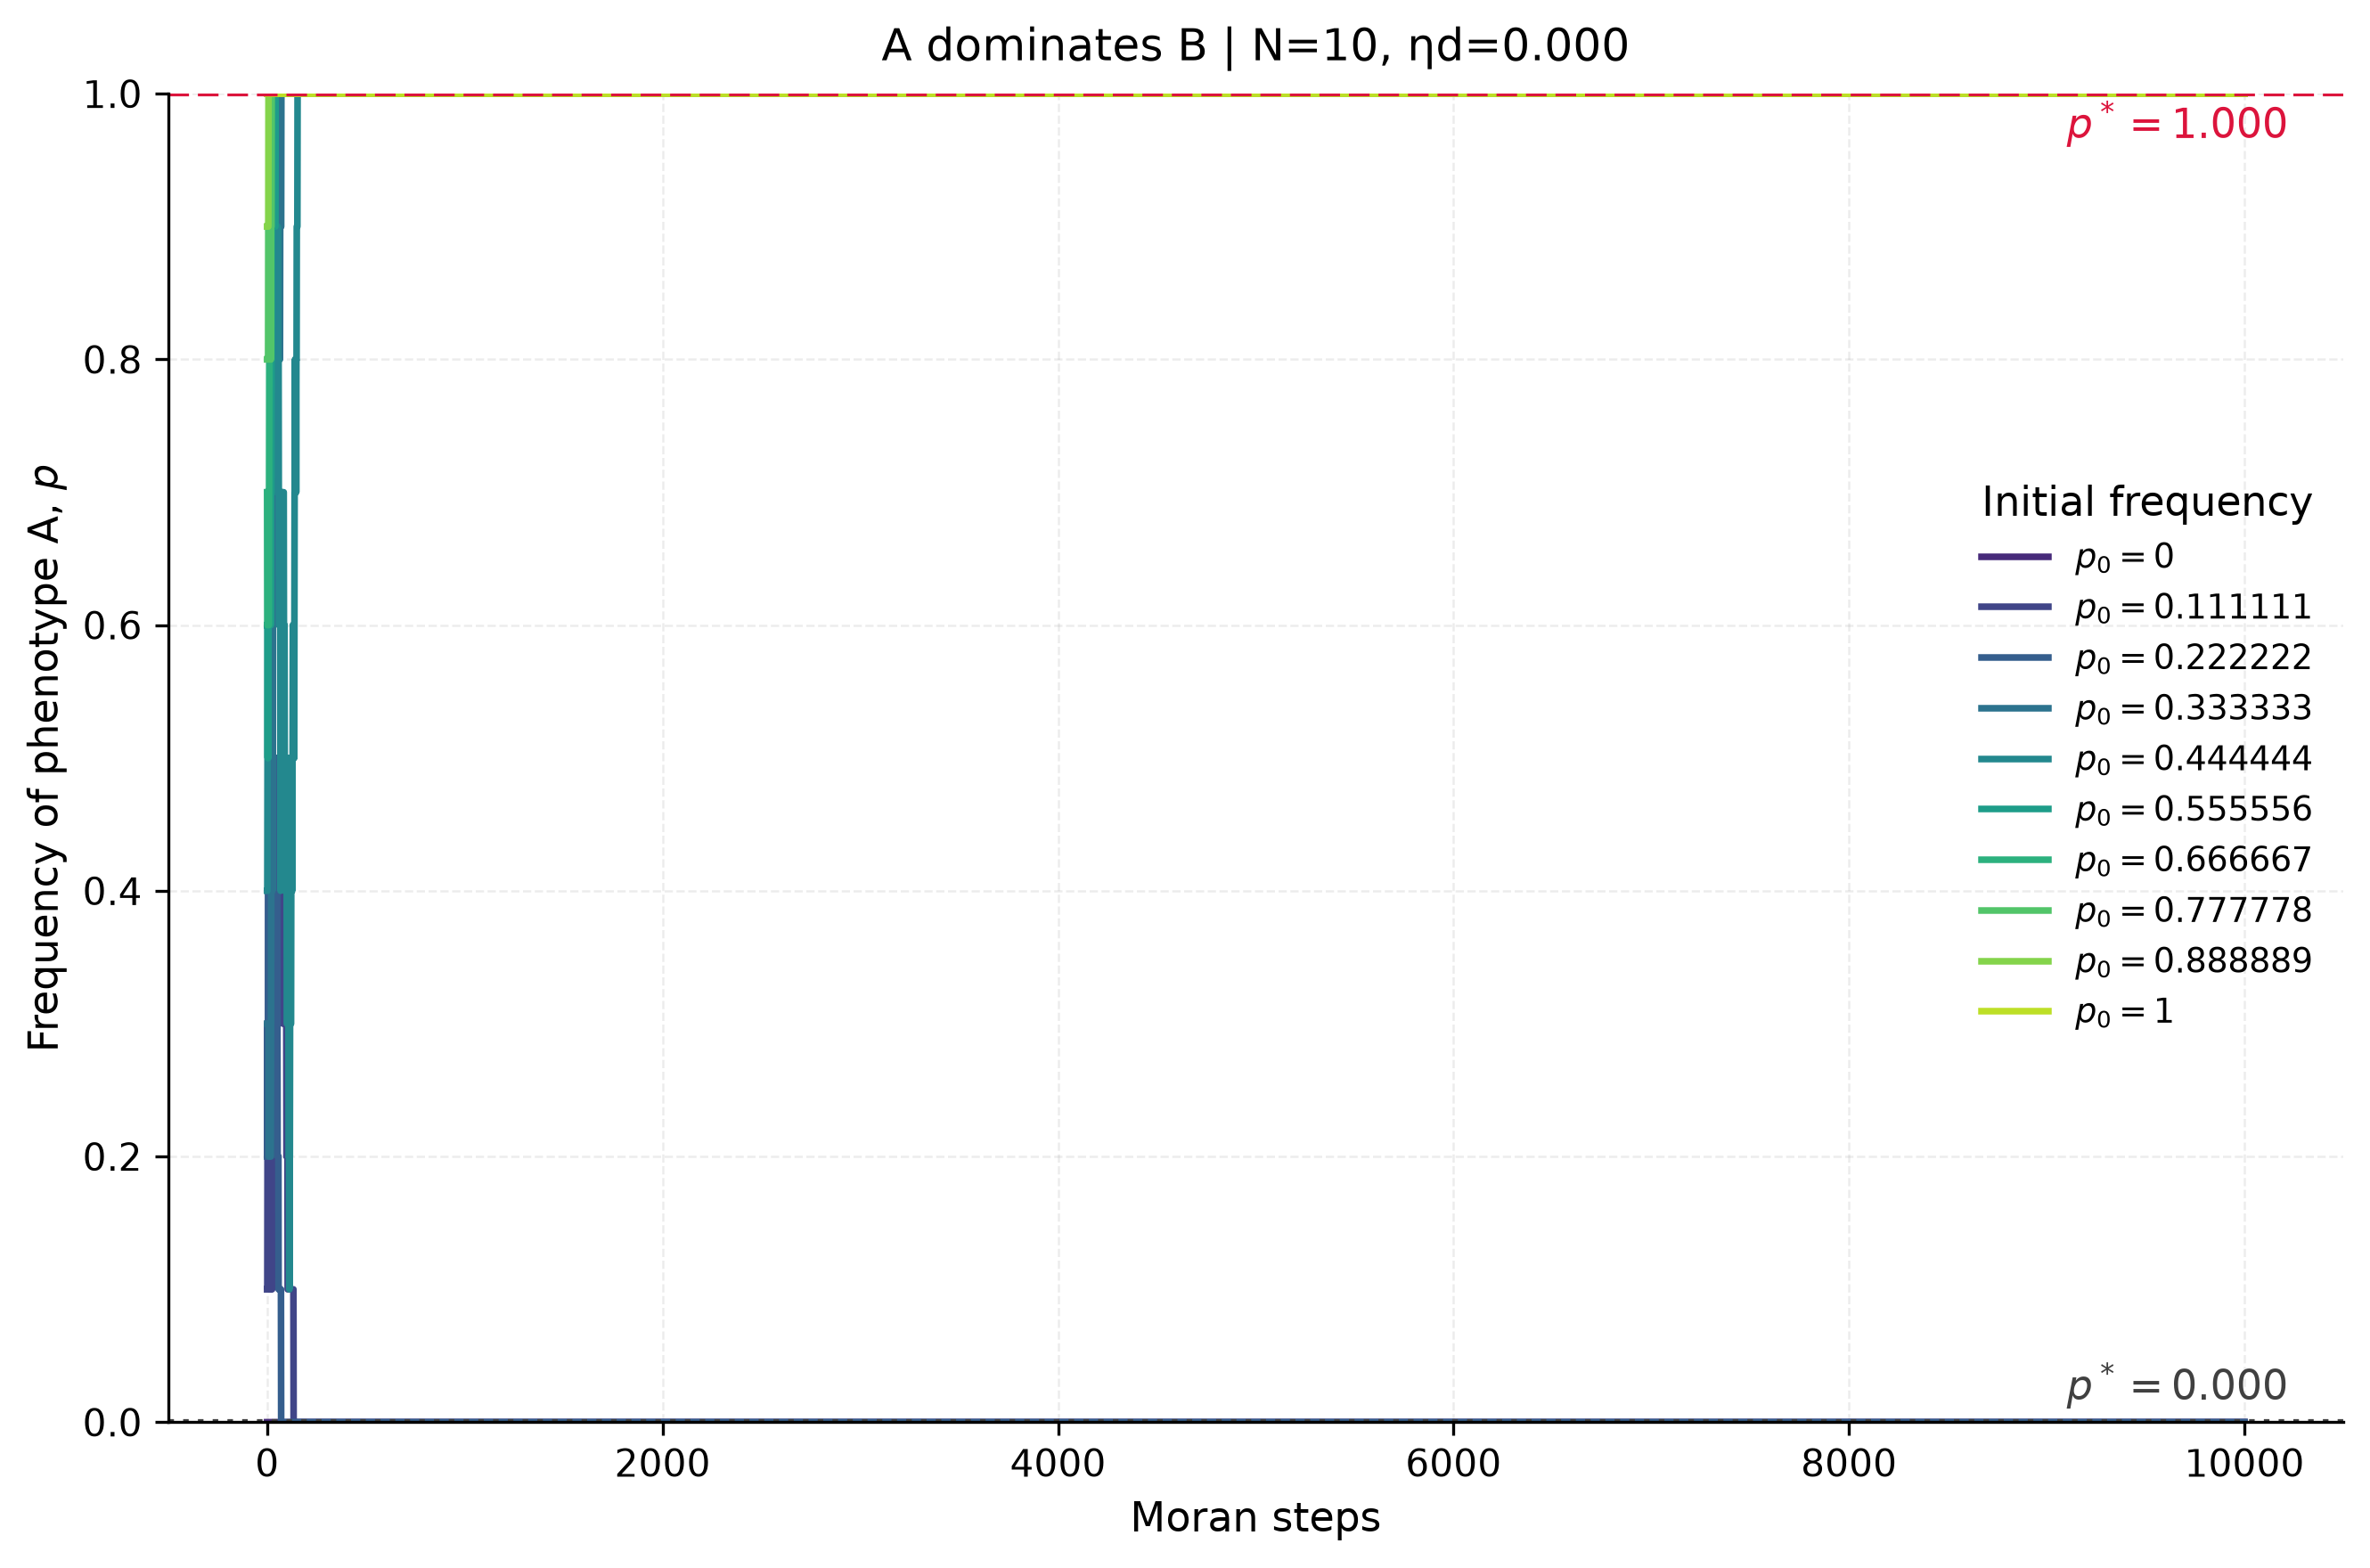 A dominates B | N=10, ηd=0.000
1.0
0.8
0.6
0.4
0.2
0.0
Frequency of phenotype A, p
p* = 1.000
Initial frequency
p₀ = 0
p₀ = 0.111111
p₀ = 0.222222
p₀ = 0.333333
p₀ = 0.444444
p₀ = 0.555556
p₀ = 0.666667
p₀ = 0.777778
p₀ = 0.888889
p₀ = 1
p* = 0.000
0 2000 4000 6000 8000 10000
Moran steps